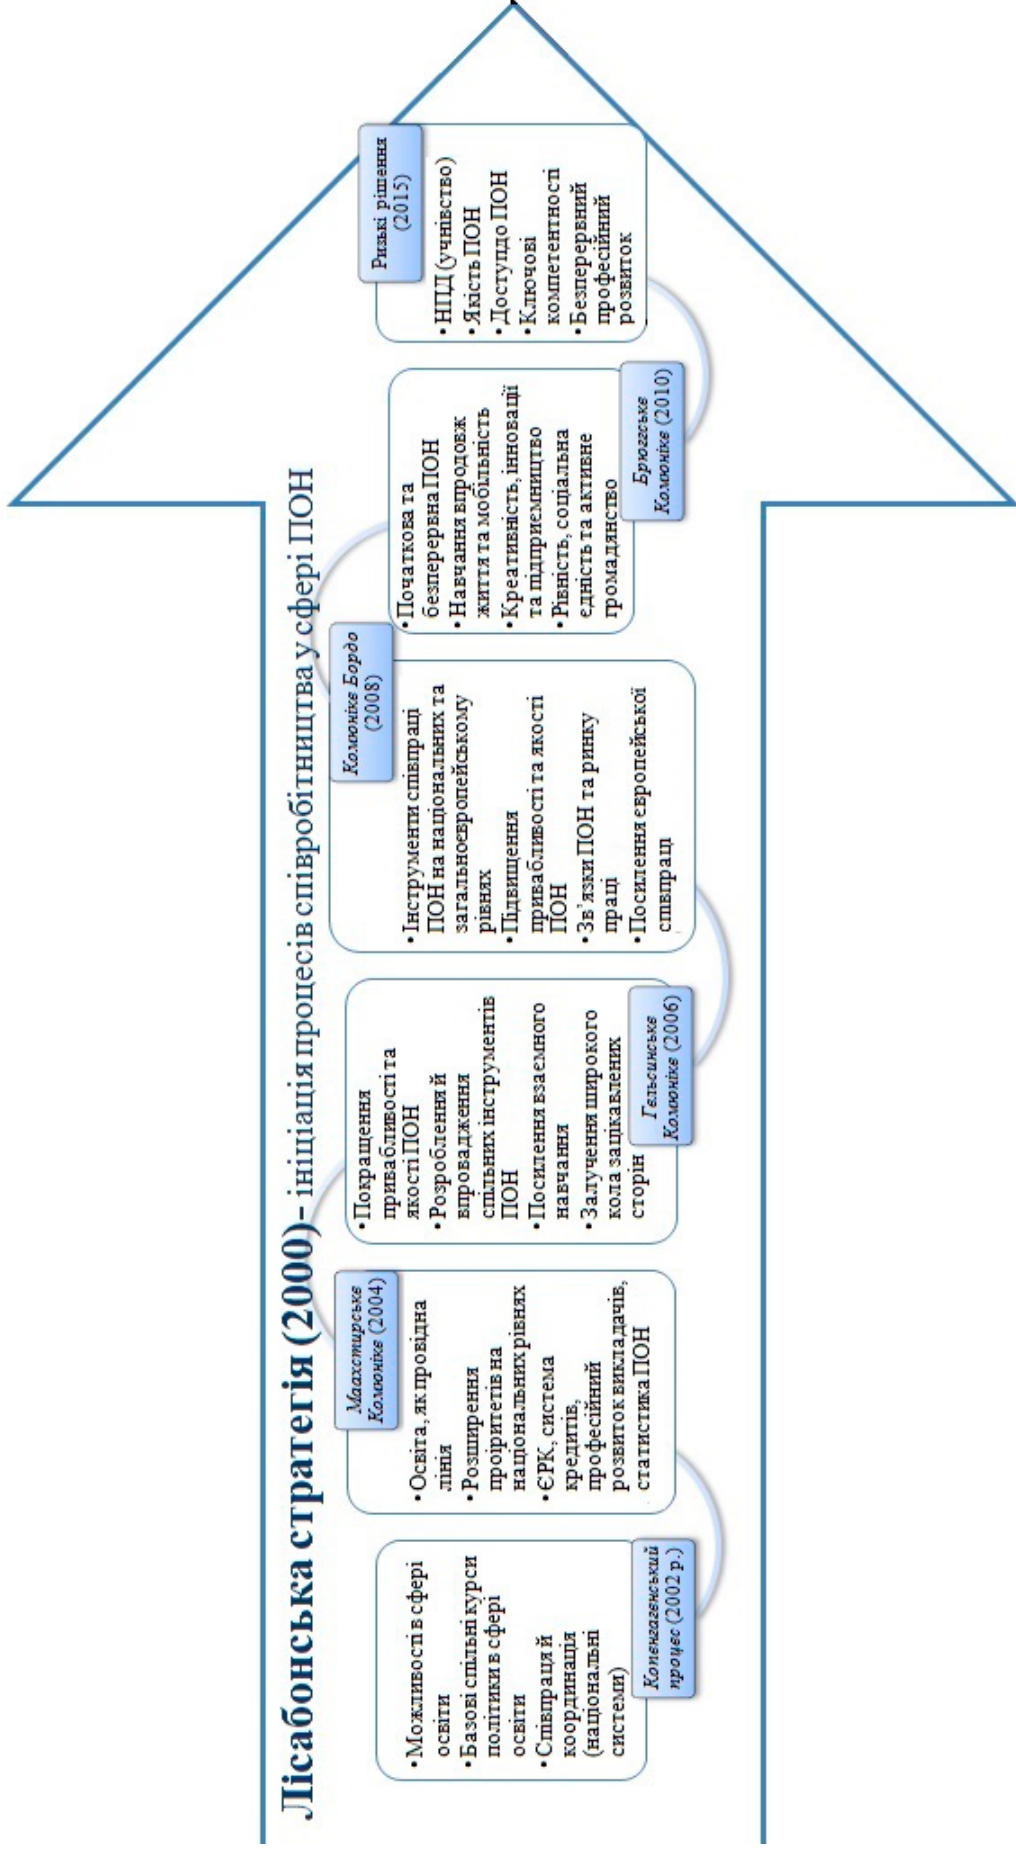 Лісабонська стратегія (2000)– ініціація процесів співробітництва у сфері ПОН
•Можливості в сфері
освіти
•Базові спільні курси
політики в сфері
освіти
•Співпраця й
координація
(національні
системи)
Копенгагенський
процес (2002 р.)
Маахстирське
Комюніке (2004)
•Освіта, як провідна
лінія
•Розширення
проіритетів на
національних рівнях
•ЄРК, система
кредитів,
професійний
розвиток викладачів,
статистика ПОН
•Покращення
привабливості та
якості ПОН
•Розроблення й
впровадження
спільних інструментів
ПОН
•Посилення взаємного
навчання
•Залучення широкого
кола зацікавлених
сторін
Гельсинське
Комюніке (2006)
Комюніке Бордо
(2008)
•Інструменти співпраці
ПОН на національних та
загальноєвропейському
рівнях
•Підвищення
привабливості та якості
ПОН
•Зв'язки ПОН та ринку
праці
•Посилення європейської
співпраці
•Початкова та
безперервна ПОН
•Навчання впродовж
життя та мобільність
•Креативність, інновації
та підприємництво
•Рівність, соціальна
єдність та активне
громадянство
Брюггське
Комюніке (2010)
Ризькі рішення
(2015)
•НПД (учнівство)
•Якість ПОН
•Доступ до ПОН
•Ключові
компетентності
•Безперервний
професійний
розвиток